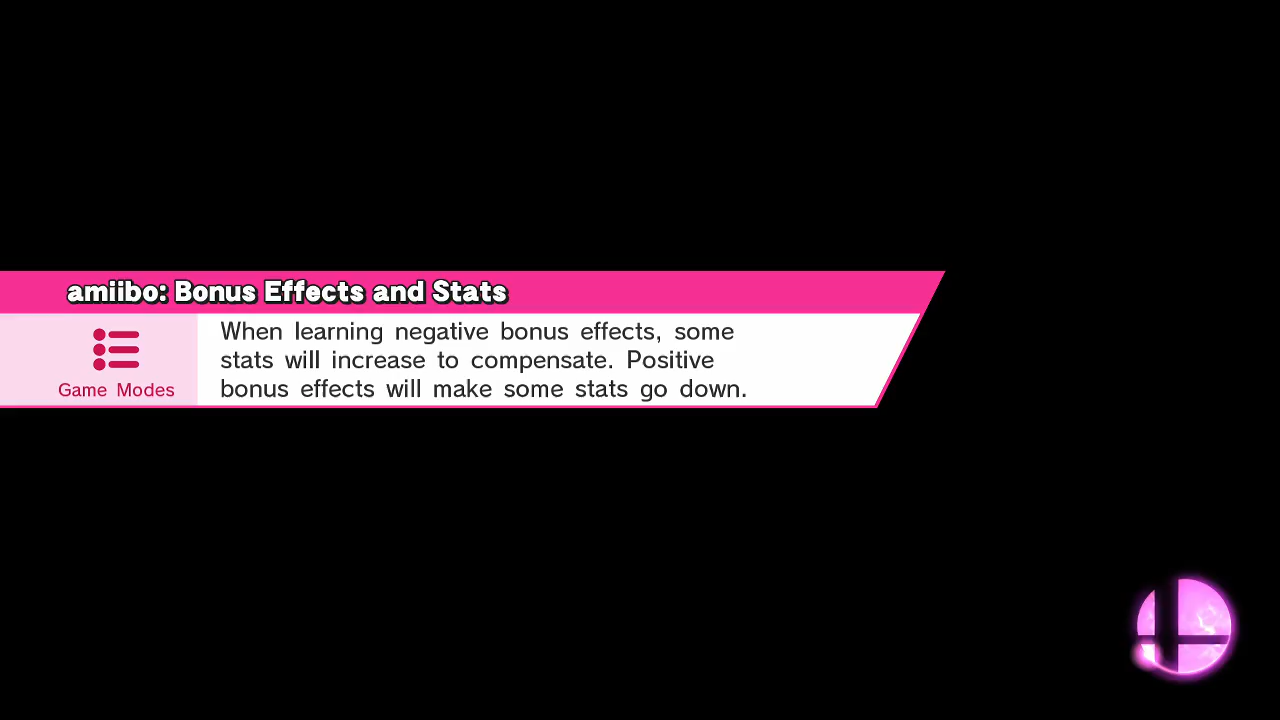 amiibo: Bonus Effects and Stats
Game Modes
When learning negative bonus effects, some
stats will increase to compensate. Positive
bonus effects will make some stats go down.